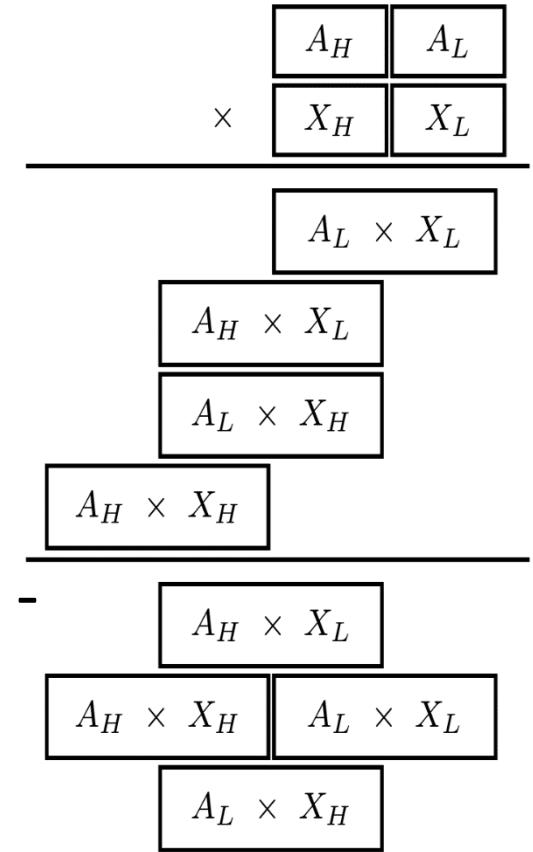 A_H A_L
× X_H X_L
A_L × X_L
A_H × X_L
A_L × X_H
A_H × X_H
-
A_H × X_L
A_H × X_H A_L × X_L
A_L × X_H